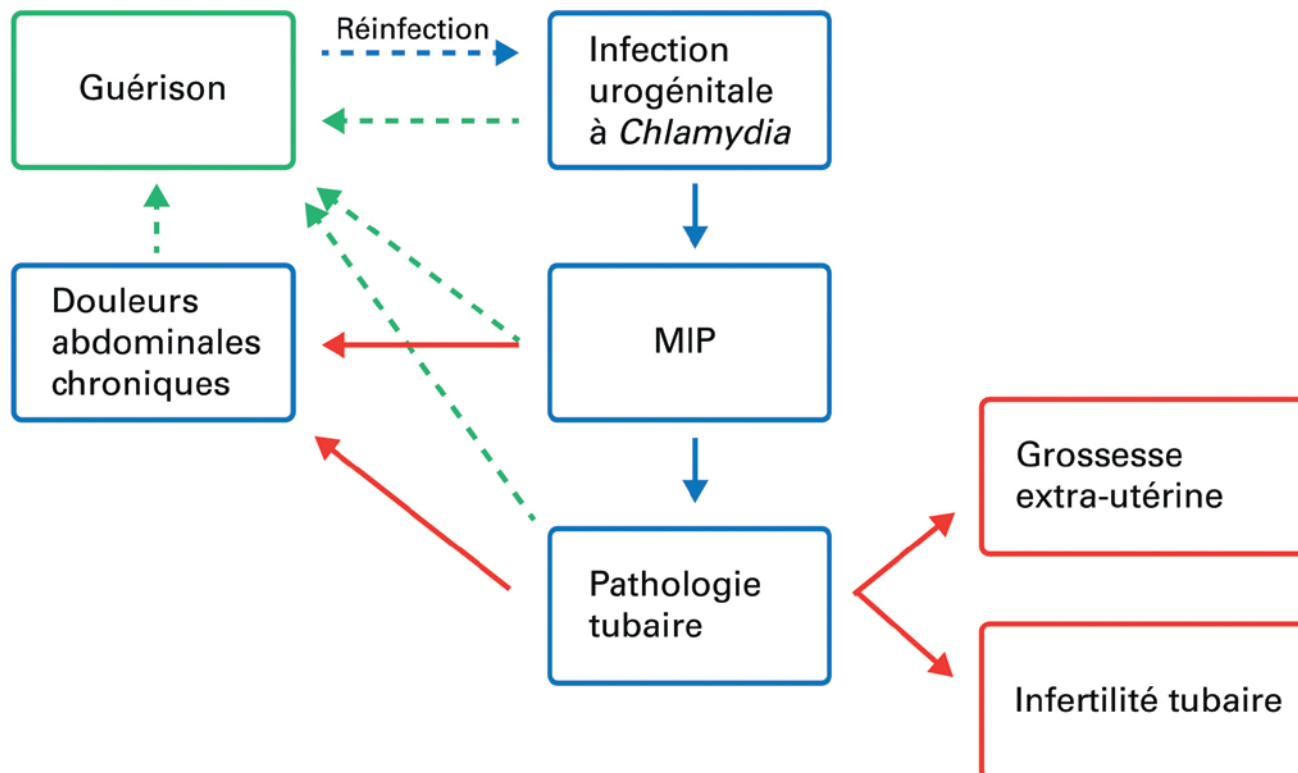 Guérison
Réinfection
Infection
urogénitale
à Chlamydia
Douleurs
abdominales
chroniques
MIP
Grossesse
extra-utérine
Pathologie
tubaire
Infertilité tubaire